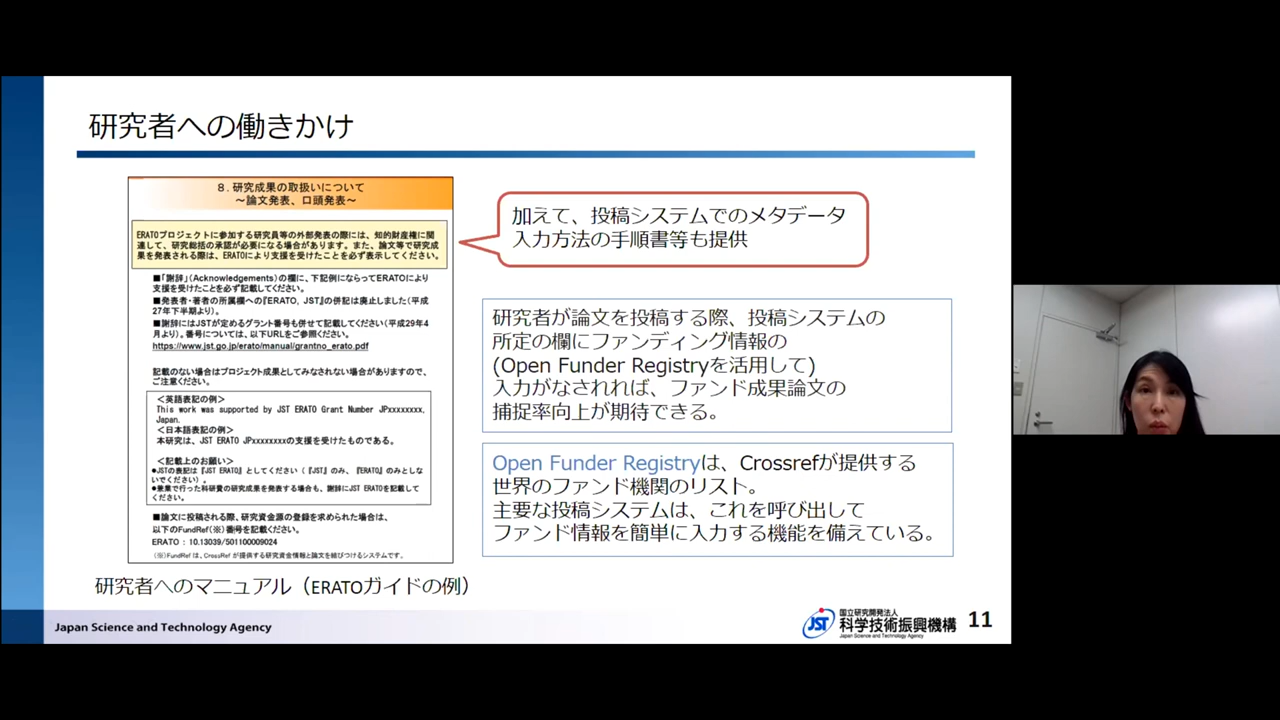 研究者への働きかけ
8. 研究成果の取扱いについて
～論文発表、口頭発表～
ERATOプロジェクトに参加する研究員等の外部発表の際には、知的財産権に関
連して、研究総括の承認が必要になる場合があります。また、論文等で研究成
果を発表される際は、ERATOにより支援を受けたことを必ず表示してください。
■「謝辞」(Acknowledgements)の欄に、下記例にならってERATOにより
支援を受けたことを必ず記載してください。
■発表者・著者の所属欄への『ERATO, JST』の併記は廃止しました(平成
27年下半期より)。
■謝辞にはJSTが定めるグラント番号も併せて記載してください(平成29年4
月より)。番号については、以下URLをご参照ください。
https://www.jst.go.jp/erato/manual/grantno_erato.pdf
記載のない場合はプロジェクト成果としてみなされない場合がありますので、
ご注意ください。
＜英語表記の例＞
This work was supported by JST ERATO Grant Number JPxxxxxxxx,
Japan.
＜日本語表記の例＞
本研究は、JST ERATO JPxxxxxxxxの支援を受けたものである。
＜記載上のお願い＞
●JSTの表記は『JST ERATO』としてください(『JST』のみ、『ERATO』のみとしな
いでください)。
●兼業で行った科研費の研究成果を発表する場合も、謝辞にJST ERATOを記載して
ください。
■論文に投稿される際、研究資金源の登録を求められた場合は、
以下のFundRef(※)番号を記載ください。
ERATO : 10.13039/501100009024
(※)FundRef は、CrossRef が提供する研究資金情報と論文を結びつけるシステムです。
研究者へのマニュアル（ERATOガイドの例）
加えて、投稿システムでのメタデータ
入力方法の手順書等も提供
研究者が論文を投稿する際、投稿システムの
所定の欄にファンディング情報の
(Open Funder Registryを活用して)
入力がなされれば、ファンド成果論文の
捕捉率向上が期待できる。
Open Funder Registryは、Crossrefが提供する
世界のファンド機関のリスト。
主要な投稿システムは、これを呼び出して
ファンド情報を簡単に入力する機能を備えている。
Japan Science and Technology Agency
JST
国立研究開発法人
科学技術振興機構
Japan Science and Technology Agency
11